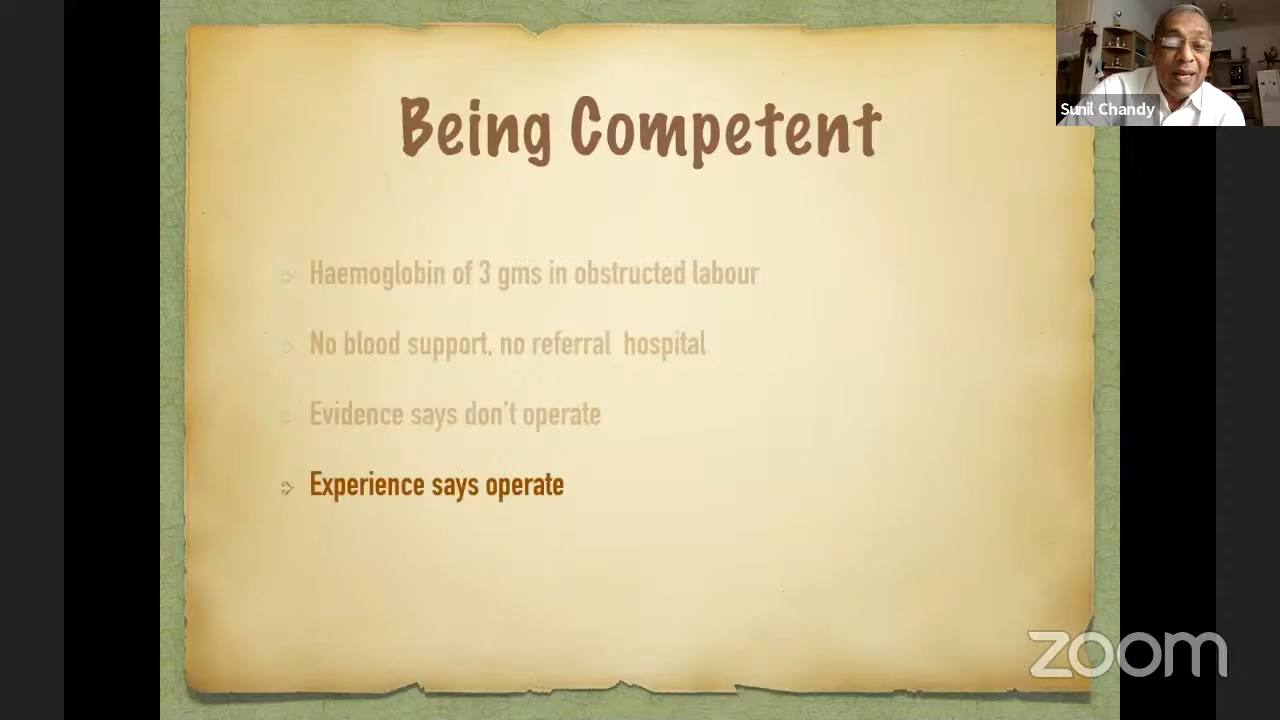 Sunil Chandy
Being Competent
Haemoglobin of 3 gms in obstructed labour
No blood support, no referral hospital
Evidence says don't operate
Experience says operate
zoom